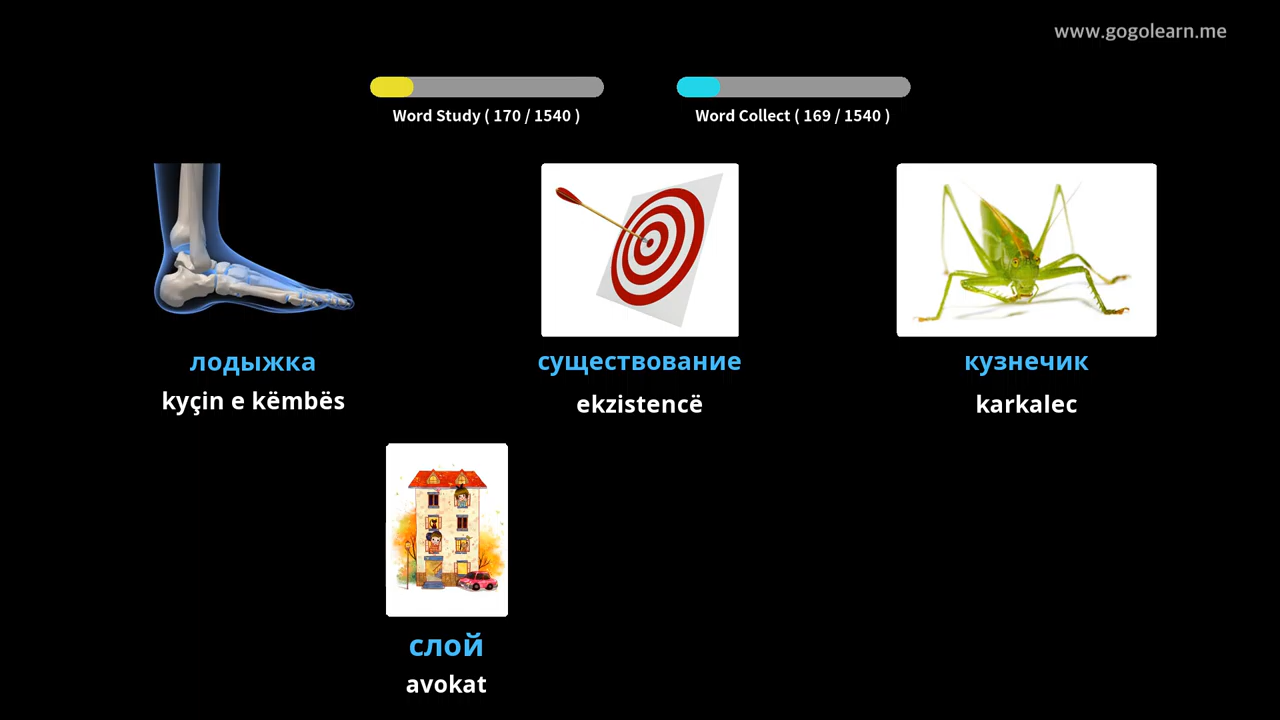 www.gogolearn.me
Word Study ( 170 / 1540 )
Word Collect ( 169 / 1540 )
лодыжка
kyçin e këmbës
существование
ekzistencë
кузнечик
karkalec
слой
avokat